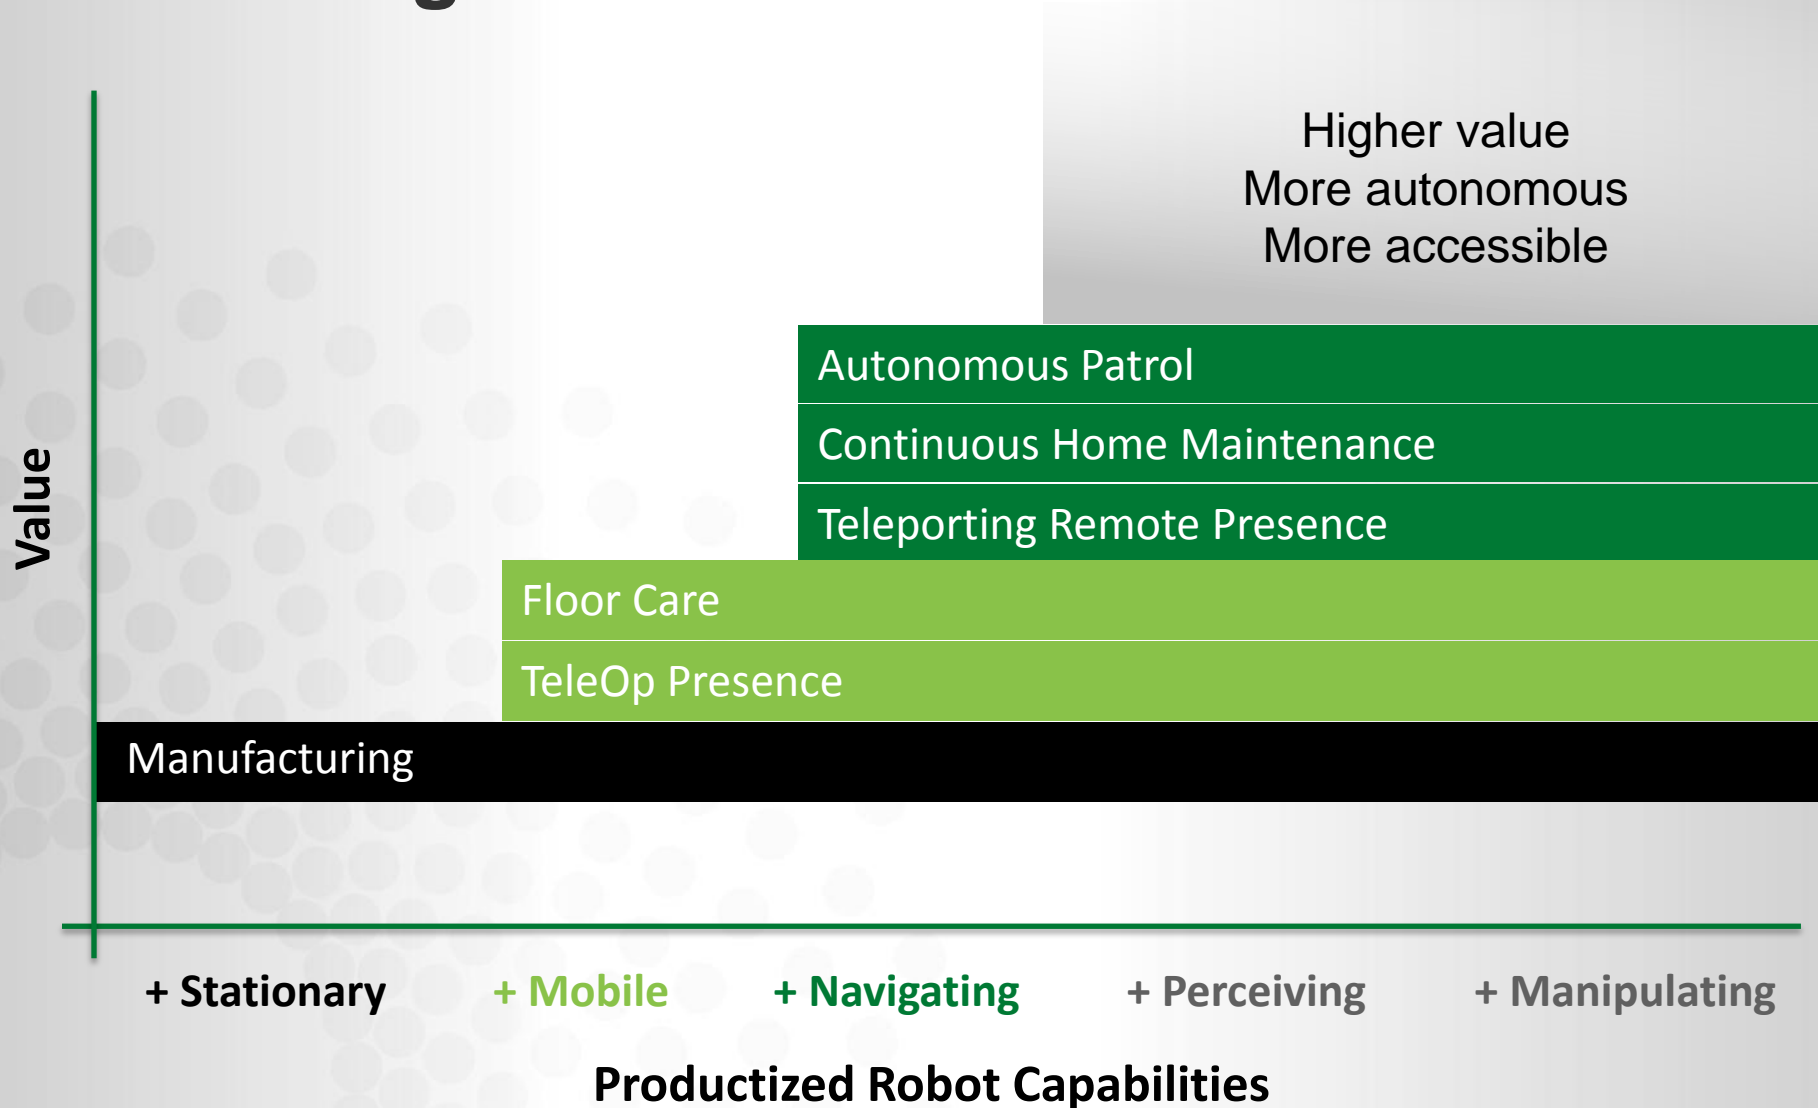 Higher value
More autonomous
More accessible
Autonomous Patrol
Continuous Home Maintenance
Teleporting Remote Presence
Floor Care
TeleOp Presence
Manufacturing
Value
+ Stationary + Mobile + Navigating + Perceiving + Manipulating
Productized Robot Capabilities